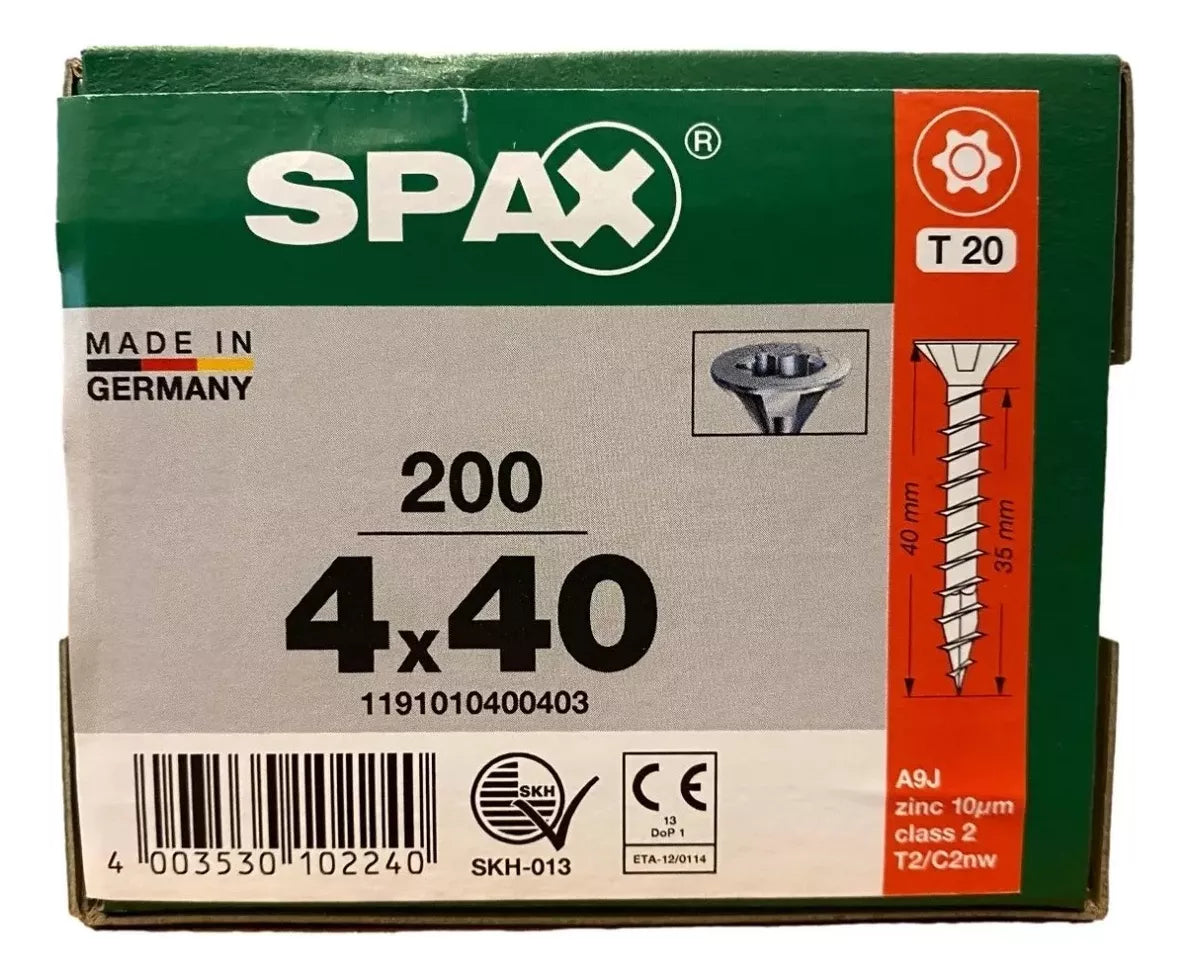 SPAX®
T 20
MADE IN
GERMANY
200
4x40
1191010400403
40 mm
35 mm
4 003530 102240
SKH
SKH-013
CE
13
DoP 1
ETA-12/0114
A9J
zinc 10µm
class 2
T2/C2nw